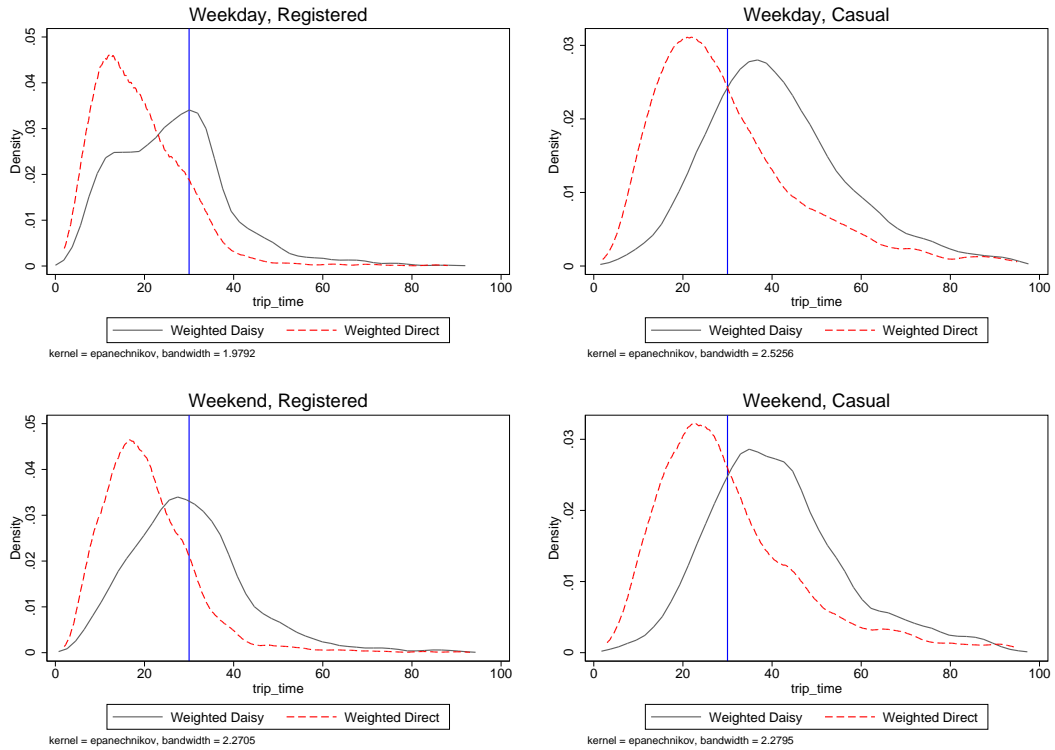 Weekday, Registered
Density
0 .01 .02 .03 .04 .05
0 20 40 60 80 100
trip_time
Weighted Daisy Weighted Direct
kernel = epanechnikov, bandwidth = 1.9792
Weekday, Casual
Density
0 .01 .02 .03
0 20 40 60 80 100
trip_time
Weighted Daisy Weighted Direct
kernel = epanechnikov, bandwidth = 2.5256
Weekend, Registered
Density
0 .01 .02 .03 .04 .05
0 20 40 60 80 100
trip_time
Weighted Daisy Weighted Direct
kernel = epanechnikov, bandwidth = 2.2705
Weekend, Casual
Density
0 .01 .02 .03
0 20 40 60 80 100
trip_time
Weighted Daisy Weighted Direct
kernel = epanechnikov, bandwidth = 2.2795